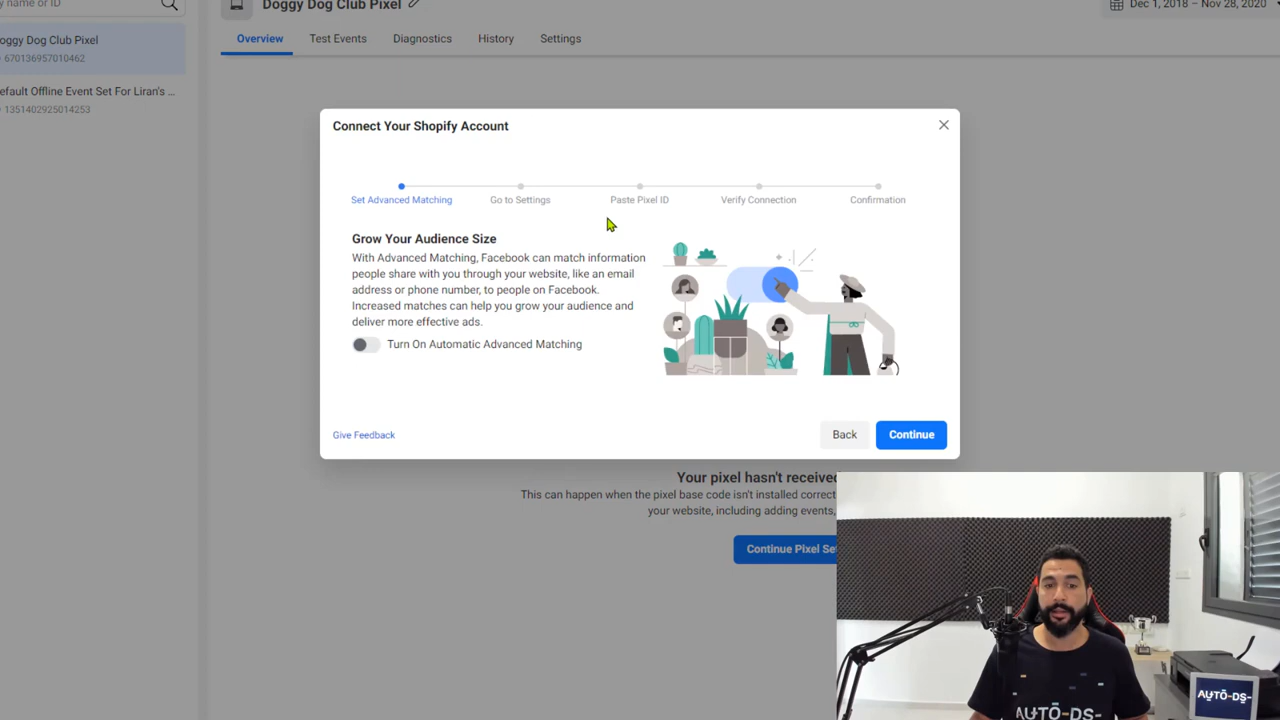 y name or ID
Doggy Dog Club Pixel
Dec 1, 2018 – Nov 28, 2020
oggy Dog Club Pixel
670136957010462
Overview
Test Events
Diagnostics
History
Settings
efault Offline Event Set For Liran's ...
1351402925014253
Connect Your Shopify Account
Set Advanced Matching
Go to Settings
Paste Pixel ID
Verify Connection
Confirmation
Grow Your Audience Size
With Advanced Matching, Facebook can match information
people share with you through your website, like an email
address or phone number, to people on Facebook.
Increased matches can help you grow your audience and
deliver more effective ads.
Turn On Automatic Advanced Matching
Give Feedback
Back
Continue
Your pixel hasn't received
This can happen when the pixel base code isn't installed correct
your website, including adding events,
Continue Pixel Set
AUTO-DS-
AUTO-DS-